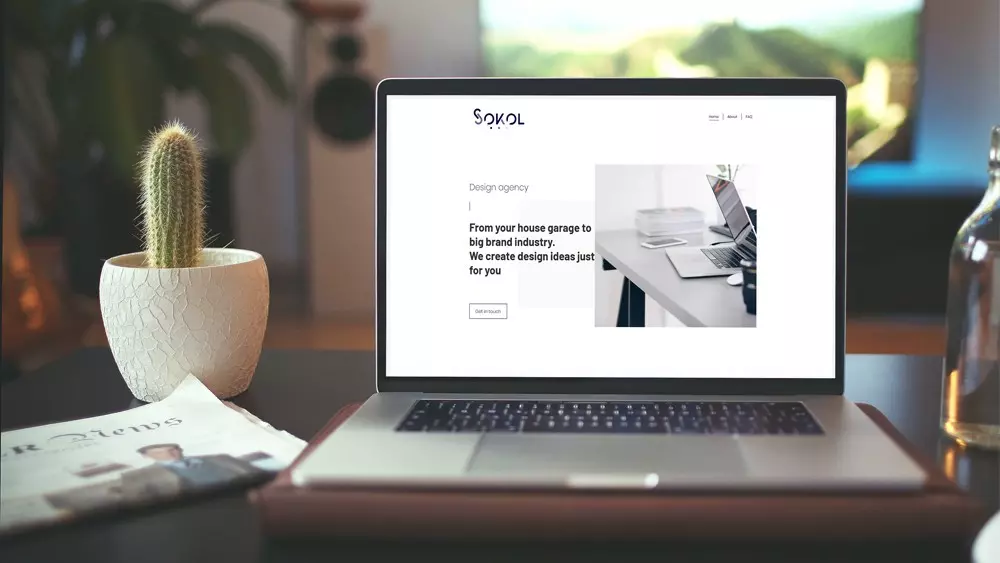 SOKOL
Home | About | FAQ
Design agency
From your house garage to
big brand industry.
We create design ideas just
for you
Get in touch
News